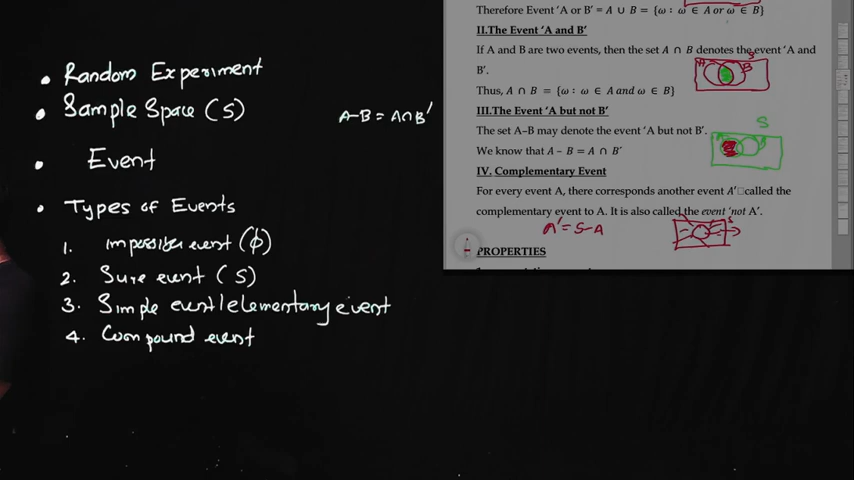 • Random Experiment
• Sample Space (S)
• Event
• Types of Events
1. Impossible event (ϕ)
2. Sure event (S)
3. Simple event/elementary event
4. Compound event
A-B = A∩B'
Therefore Event 'A or B' = A ∪ B = {ω: ω ∈ A or ω ∈ B}
II.The Event 'A and B'
If A and B are two events, then the set A ∩ B denotes the event 'A and
B'.
Thus, A ∩ B = {ω: ω ∈ A and ω ∈ B}
A B S
III.The Event 'A but not B'
The set A–B may denote the event 'A but not B'.
We know that A - B = A ∩ B'
S
IV. Complementary Event
For every event A, there corresponds another event A'□called the
complementary event to A. It is also called the event 'not A'.
A' = S-A
PROPERTIES